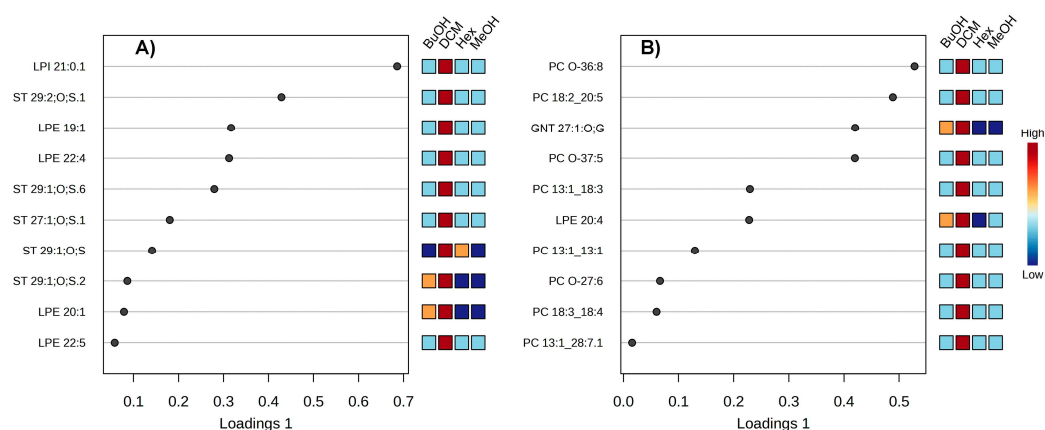 A)
BuOH DCM Hex MeOH
LPI 21:0.1
ST 29:2;O;S.1
LPE 19:1
LPE 22:4
ST 29:1;O;S.6
ST 27:1;O;S.1
ST 29:1;O;S
ST 29:1;O;S.2
LPE 20:1
LPE 22:5
0.1 0.2 0.3 0.4 0.5 0.6 0.7
Loadings 1
B)
BuOH DCM Hex MeOH
PC O-36:8
PC 18:2_20:5
GNT 27:1:O;G
PC O-37:5
PC 13:1_18:3
LPE 20:4
PC 13:1_13:1
PC O-27:6
PC 18:3_18:4
PC 13:1_28:7.1
0.0 0.1 0.2 0.3 0.4 0.5
Loadings 1
High
Low